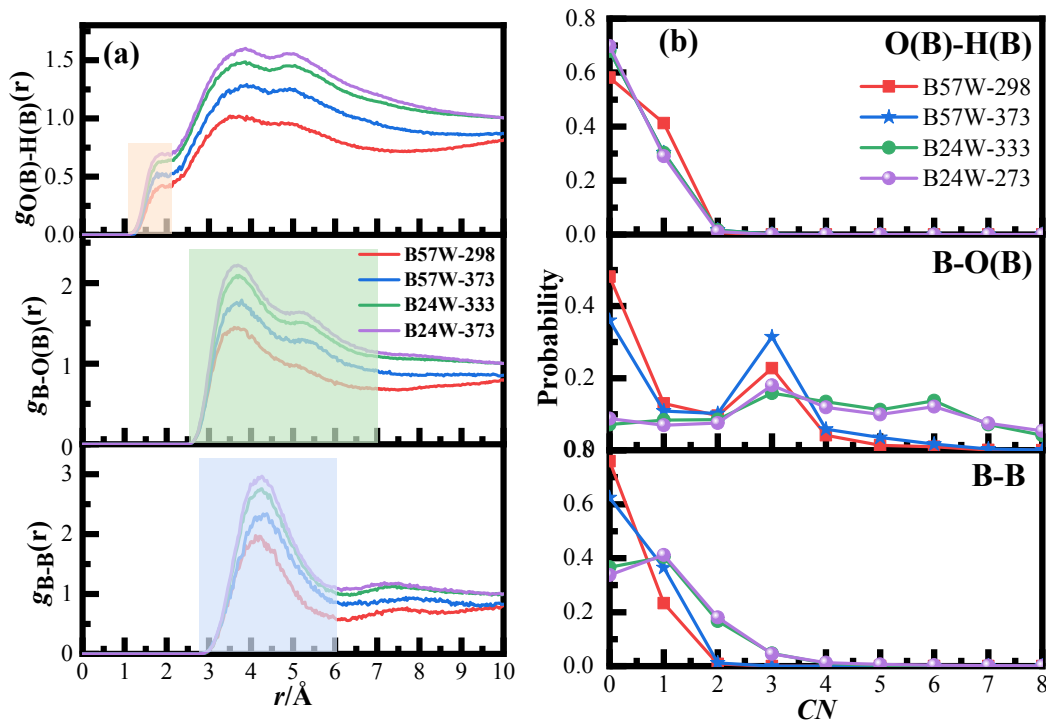 (a)
1.5
1.0
0.5
0.0
gO(B)-H(B)(r)
B57W-298
B57W-373
B24W-333
B24W-373
2
1
0
gB-O(B)(r)
3
2
1
0
gB-B(r)
0 1 2 3 4 5 6 7 8 9 10
r/Å
(b)
O(B)-H(B)
B57W-298
B57W-373
B24W-333
B24W-273
0.8
0.6
0.4
0.2
0.0
B-O(B)
0.4
0.2
0.0
Probability
B-B
0.8
0.6
0.4
0.2
0.0
0 1 2 3 4 5 6 7 8
CN